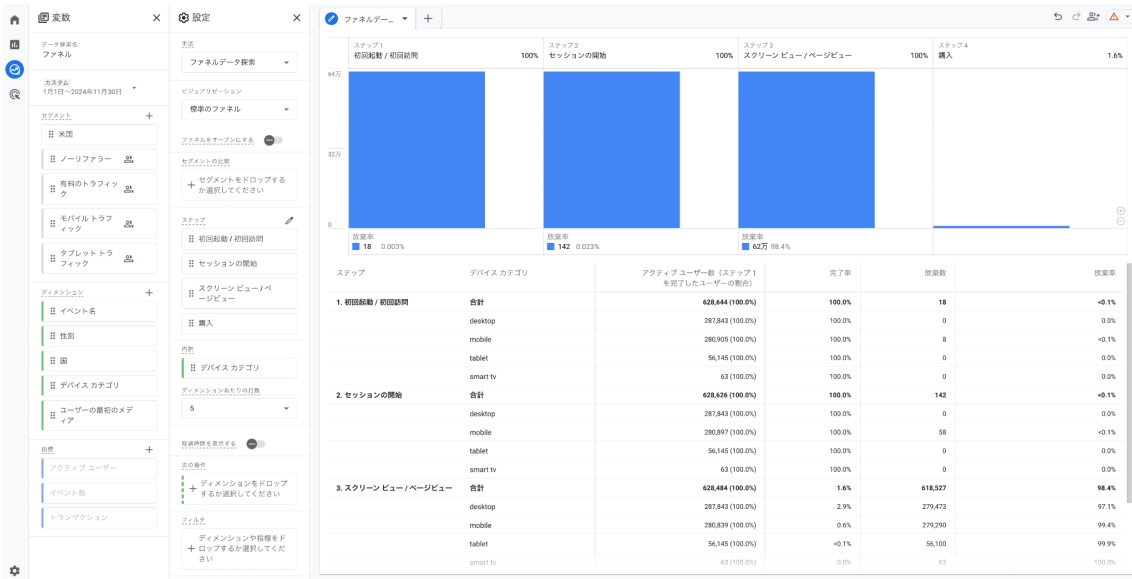 変数
データ探索名:
ファネル
カスタム
1月1日～2024年11月30日
セグメント
米国
ノーリファラー
有料のトラフィッ
ク
モバイル トラフ
ィック
タブレット トラ
フィック
ディメンション
イベント名
性別
国
デバイス カテゴリ
ユーザーの最初のメデ
ィア
指標
アクティブ ユーザー
イベント数
トランザクション
設定
手法
ファネルデータ探索
ビジュアリゼーション
標準のファネル
ファネルをオープンにする
セグメントの比較
セグメントをドロップする
か選択してください
ステップ
初回起動 / 初回訪問
セッションの開始
スクリーン ビュー / ペ
ージビュー
購入
内訳
デバイス カテゴリ
ディメンションあたりの行数
5
経過時間を表示する
次の操作
ディメンションをドロップ
するか選択してください
フィルタ
ディメンションや指標をド
ロップするか選択してくだ
さい
ファネルデー...
ステップ 1
初回起動 / 初回訪問 100%
ステップ 2
セッションの開始 100%
ステップ 3
スクリーン ビュー / ページビュー 100%
ステップ 4
購入 1.6%
64万
32万
0
放棄率
18 0.003%
放棄率
142 0.023%
放棄率
62万 98.4%
ステップ デバイス カテゴリ アクティブ ユーザー数（ステップ 1 完了率 放棄数 放棄率
を完了したユーザーの割合）
1. 初回起動 / 初回訪問 合計 628,644 (100.0%) 100.0% 18 <0.1%
desktop 287,843 (100.0%) 100.0% 0 0.0%
mobile 280,905 (100.0%) 100.0% 8 <0.1%
tablet 56,145 (100.0%) 100.0% 0 0.0%
smart tv 63 (100.0%) 100.0% 0 0.0%
2. セッションの開始 合計 628,626 (100.0%) 100.0% 142 <0.1%
desktop 287,843 (100.0%) 100.0% 0 0.0%
mobile 280,897 (100.0%) 100.0% 58 <0.1%
tablet 56,145 (100.0%) 100.0% 0 0.0%
smart tv 63 (100.0%) 100.0% 0 0.0%
3. スクリーン ビュー / ページビュー 合計 628,484 (100.0%) 1.6% 618,527 98.4%
desktop 287,843 (100.0%) 2.9% 279,473 97.1%
mobile 280,839 (100.0%) 0.6% 279,290 99.4%
tablet 56,145 (100.0%) <0.1% 56,100 99.9%
smart tv 63 (100.0%) 0.0% 63 100.0%